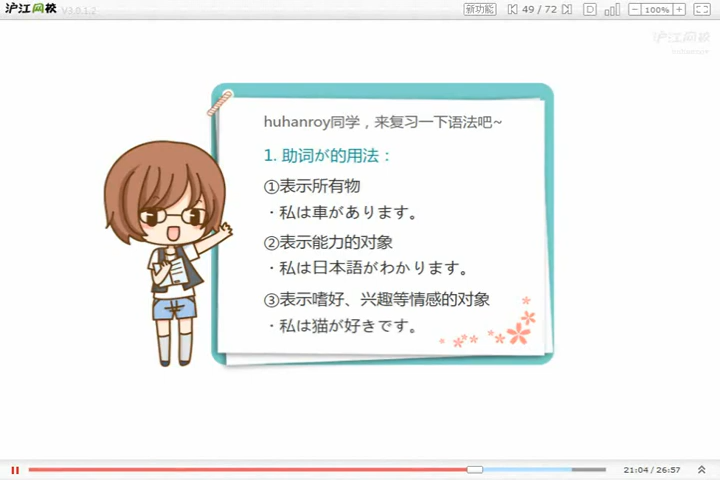 沪江网校 V3.0.1.2
新功能
49 / 72
D
100%
沪江网校
huhanroy同学，来复习一下语法吧~
1. 助词が的用法：
①表示所有物
・私は車があります。
②表示能力的对象
・私は日本語がわかります。
③表示嗜好、兴趣等情感的对象
・私は猫が好きです。
21:04 / 26:57